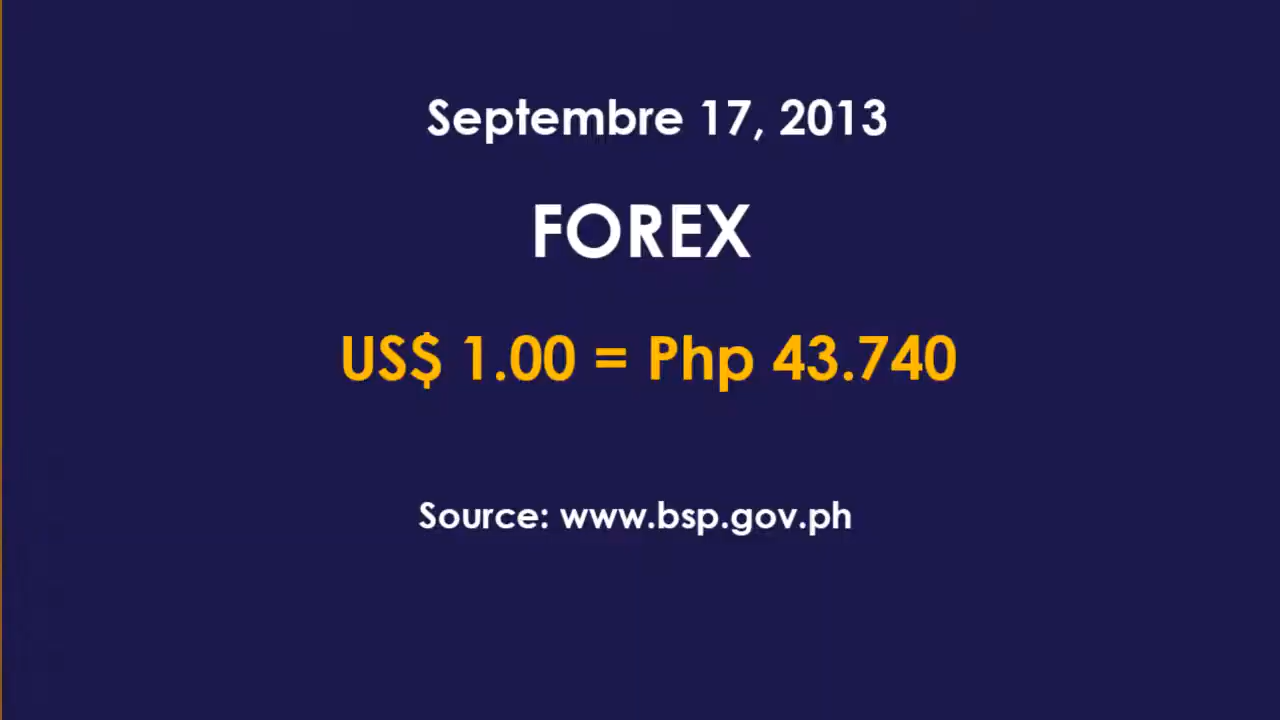 Septembre 17, 2013
FOREX
US$ 1.00 = Php 43.740
Source: www.bsp.gov.ph